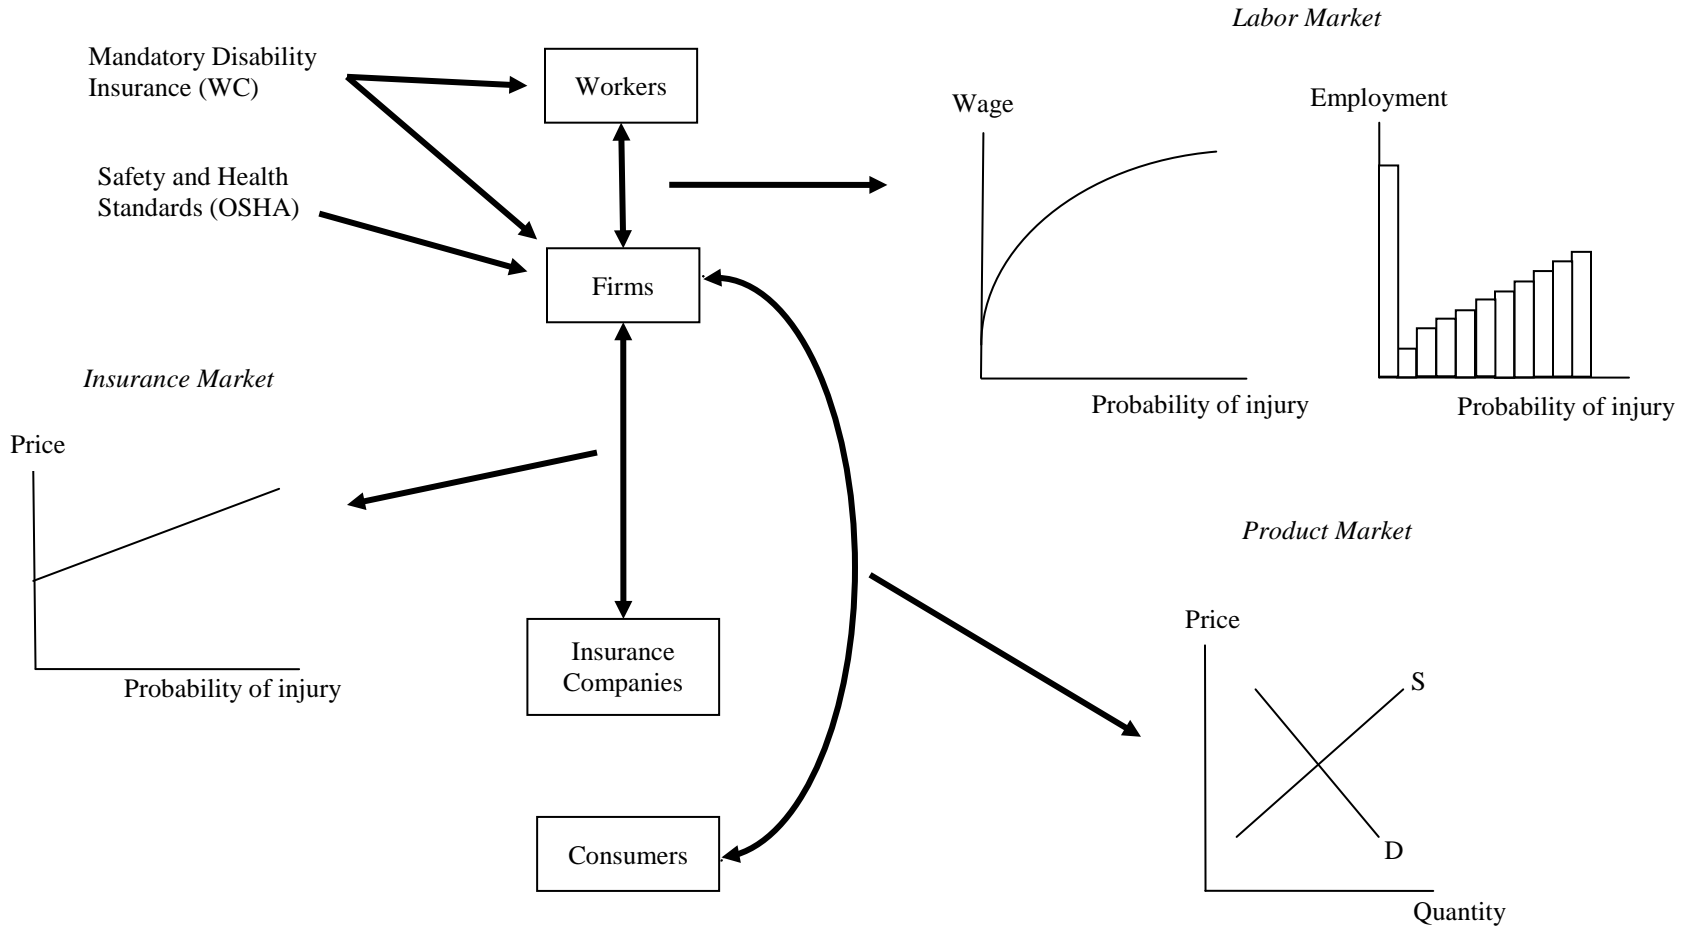 Labor Market
Mandatory Disability
Insurance (WC)
Workers
Wage
Employment
Safety and Health
Standards (OSHA)
Firms
Insurance Market
Probability of injury
Probability of injury
Price
Product Market
Price
Insurance
Companies
Probability of injury
S
Consumers
D
Quantity